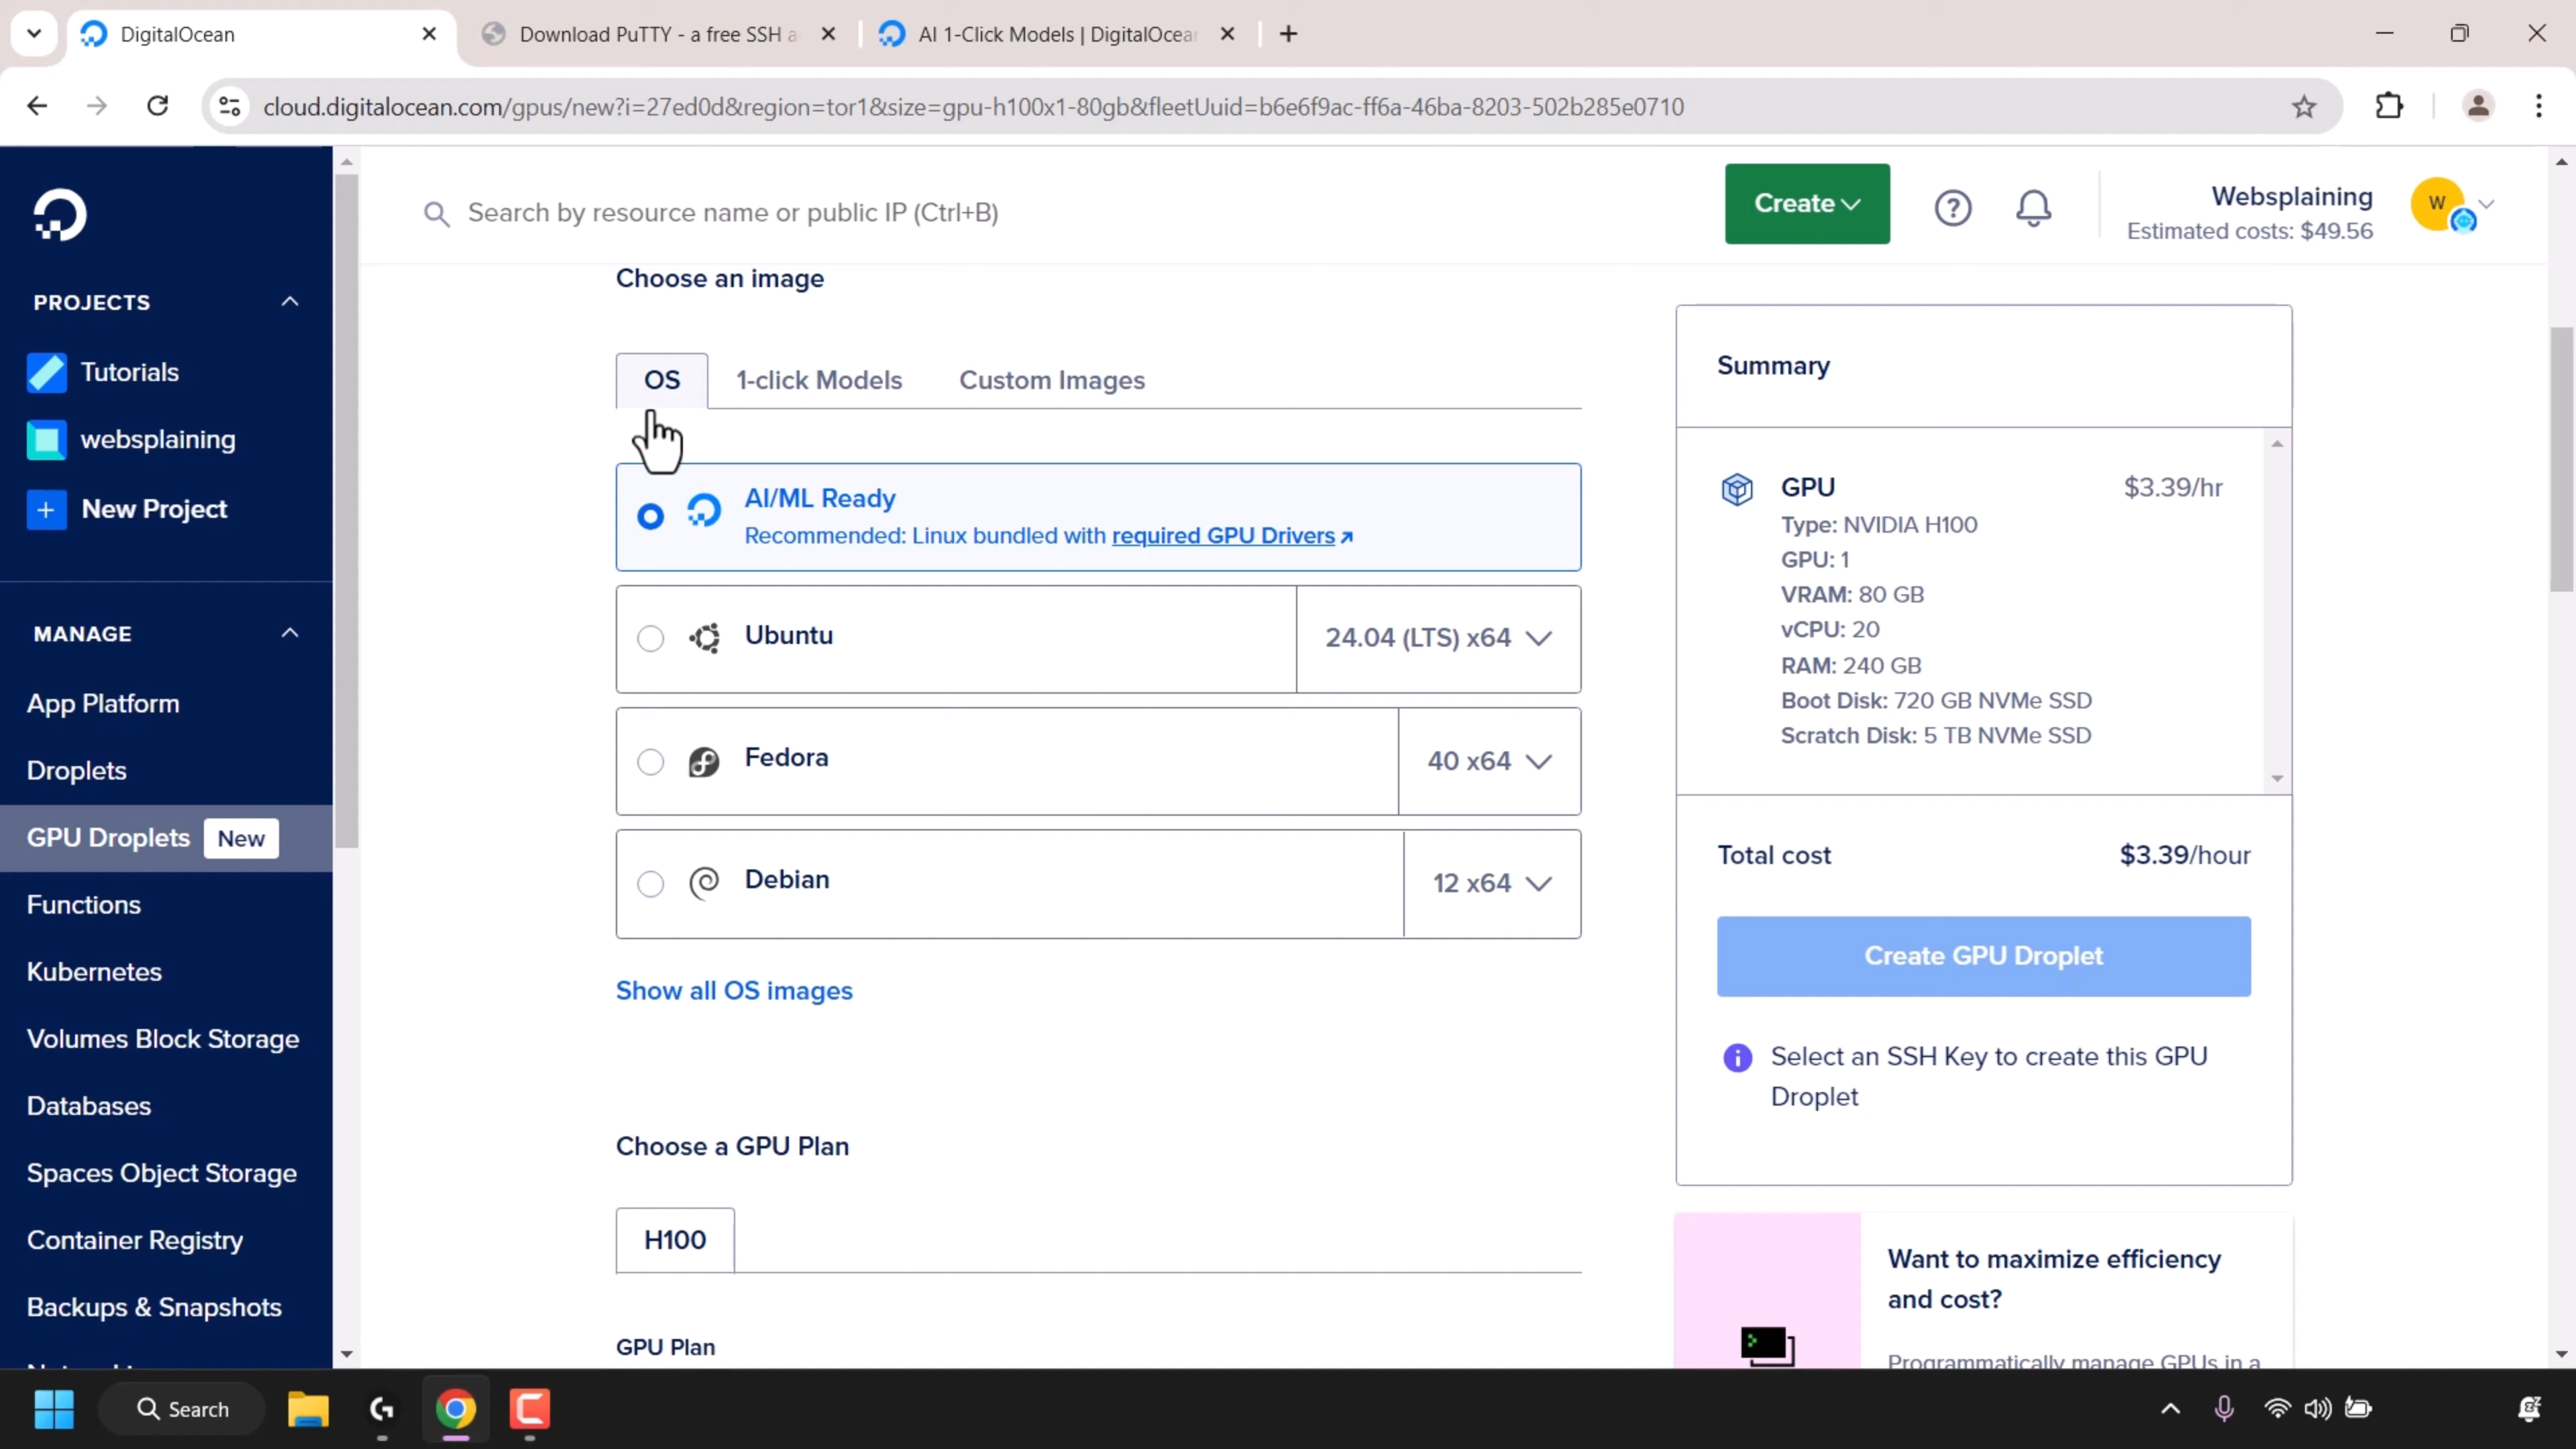 DigitalOcean
Download PuTTY - a free SSH a
AI 1-Click Models | DigitalOcean
cloud.digitalocean.com/gpus/new?i=27ed0d&region=tor1&size=gpu-h100x1-80gb&fleetUuid=b6e6f9ac-ff6a-46ba-8203-502b285e0710
Search by resource name or public IP (Ctrl+B)
Create
Websplaining
Estimated costs: $49.56
W
PROJECTS
Tutorials
websplaining
New Project
MANAGE
App Platform
Droplets
GPU Droplets New
Functions
Kubernetes
Volumes Block Storage
Databases
Spaces Object Storage
Container Registry
Backups & Snapshots
Choose an image
OS
1-click Models
Custom Images
AI/ML Ready
Recommended: Linux bundled with required GPU Drivers
Ubuntu
24.04 (LTS) x64
Fedora
40 x64
Debian
12 x64
Show all OS images
Choose a GPU Plan
H100
GPU Plan
Summary
GPU
$3.39/hr
Type: NVIDIA H100
GPU: 1
VRAM: 80 GB
vCPU: 20
RAM: 240 GB
Boot Disk: 720 GB NVMe SSD
Scratch Disk: 5 TB NVMe SSD
Total cost
$3.39/hour
Create GPU Droplet
Select an SSH Key to create this GPU
Droplet
Want to maximize efficiency
and cost?
Programmatically manage GPUs in a
Search